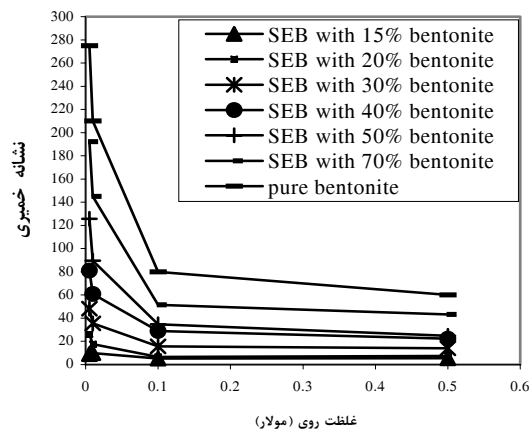 300
280
260
240
220
200
180
160
140
120
100
80
60
40
20
0
نشانه خمیری
SEB with 15% bentonite
SEB with 20% bentonite
SEB with 30% bentonite
SEB with 40% bentonite
SEB with 50% bentonite
SEB with 70% bentonite
pure bentonite
0 0.1 0.2 0.3 0.4 0.5 0.6
غلظت روی (مولار)